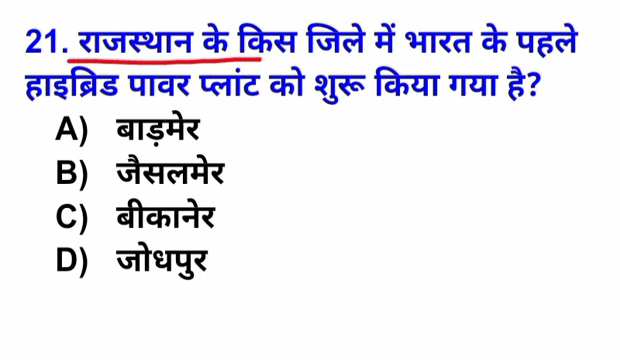 21. राजस्थान के किस जिले में भारत के पहले
हाइब्रिड पावर प्लांट को शुरू किया गया है?
A) बाड़मेर
B) जैसलमेर
C) बीकानेर
D) जोधपुर